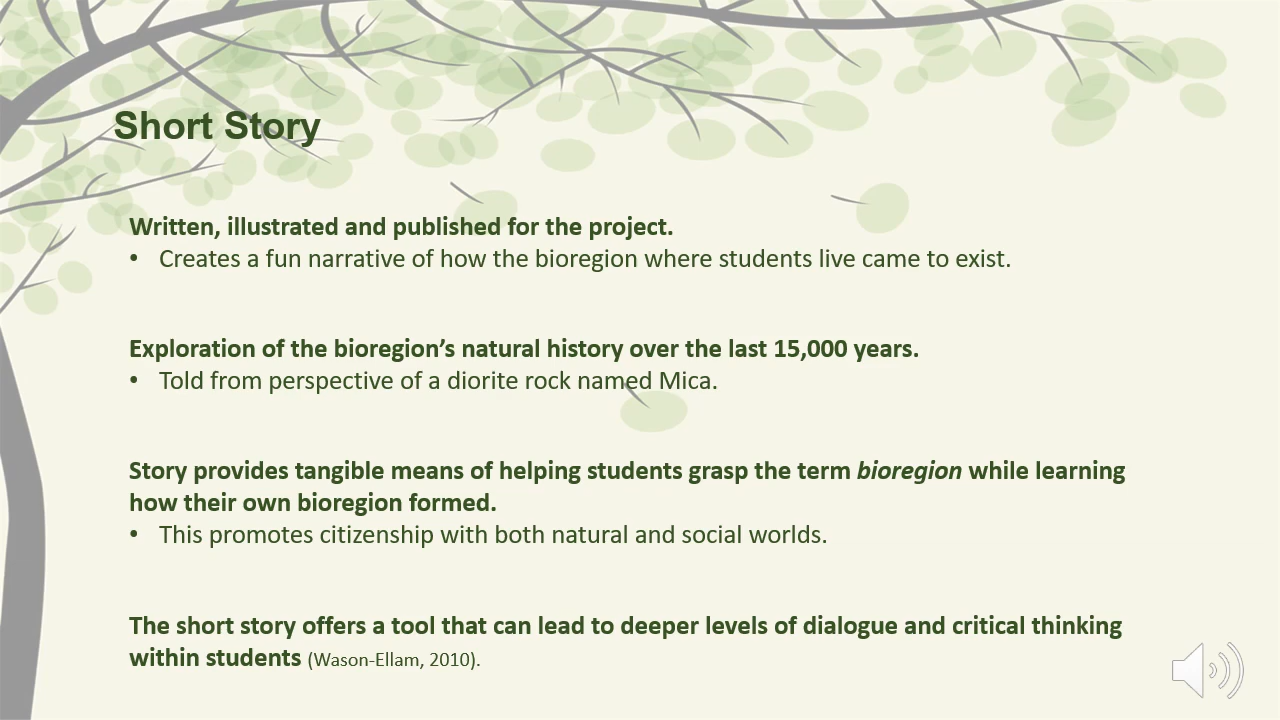 Short Story
Written, illustrated and published for the project.
• Creates a fun narrative of how the bioregion where students live came to exist.
Exploration of the bioregion’s natural history over the last 15,000 years.
• Told from perspective of a diorite rock named Mica.
Story provides tangible means of helping students grasp the term bioregion while learning
how their own bioregion formed.
• This promotes citizenship with both natural and social worlds.
The short story offers a tool that can lead to deeper levels of dialogue and critical thinking
within students (Wason-Ellam, 2010).